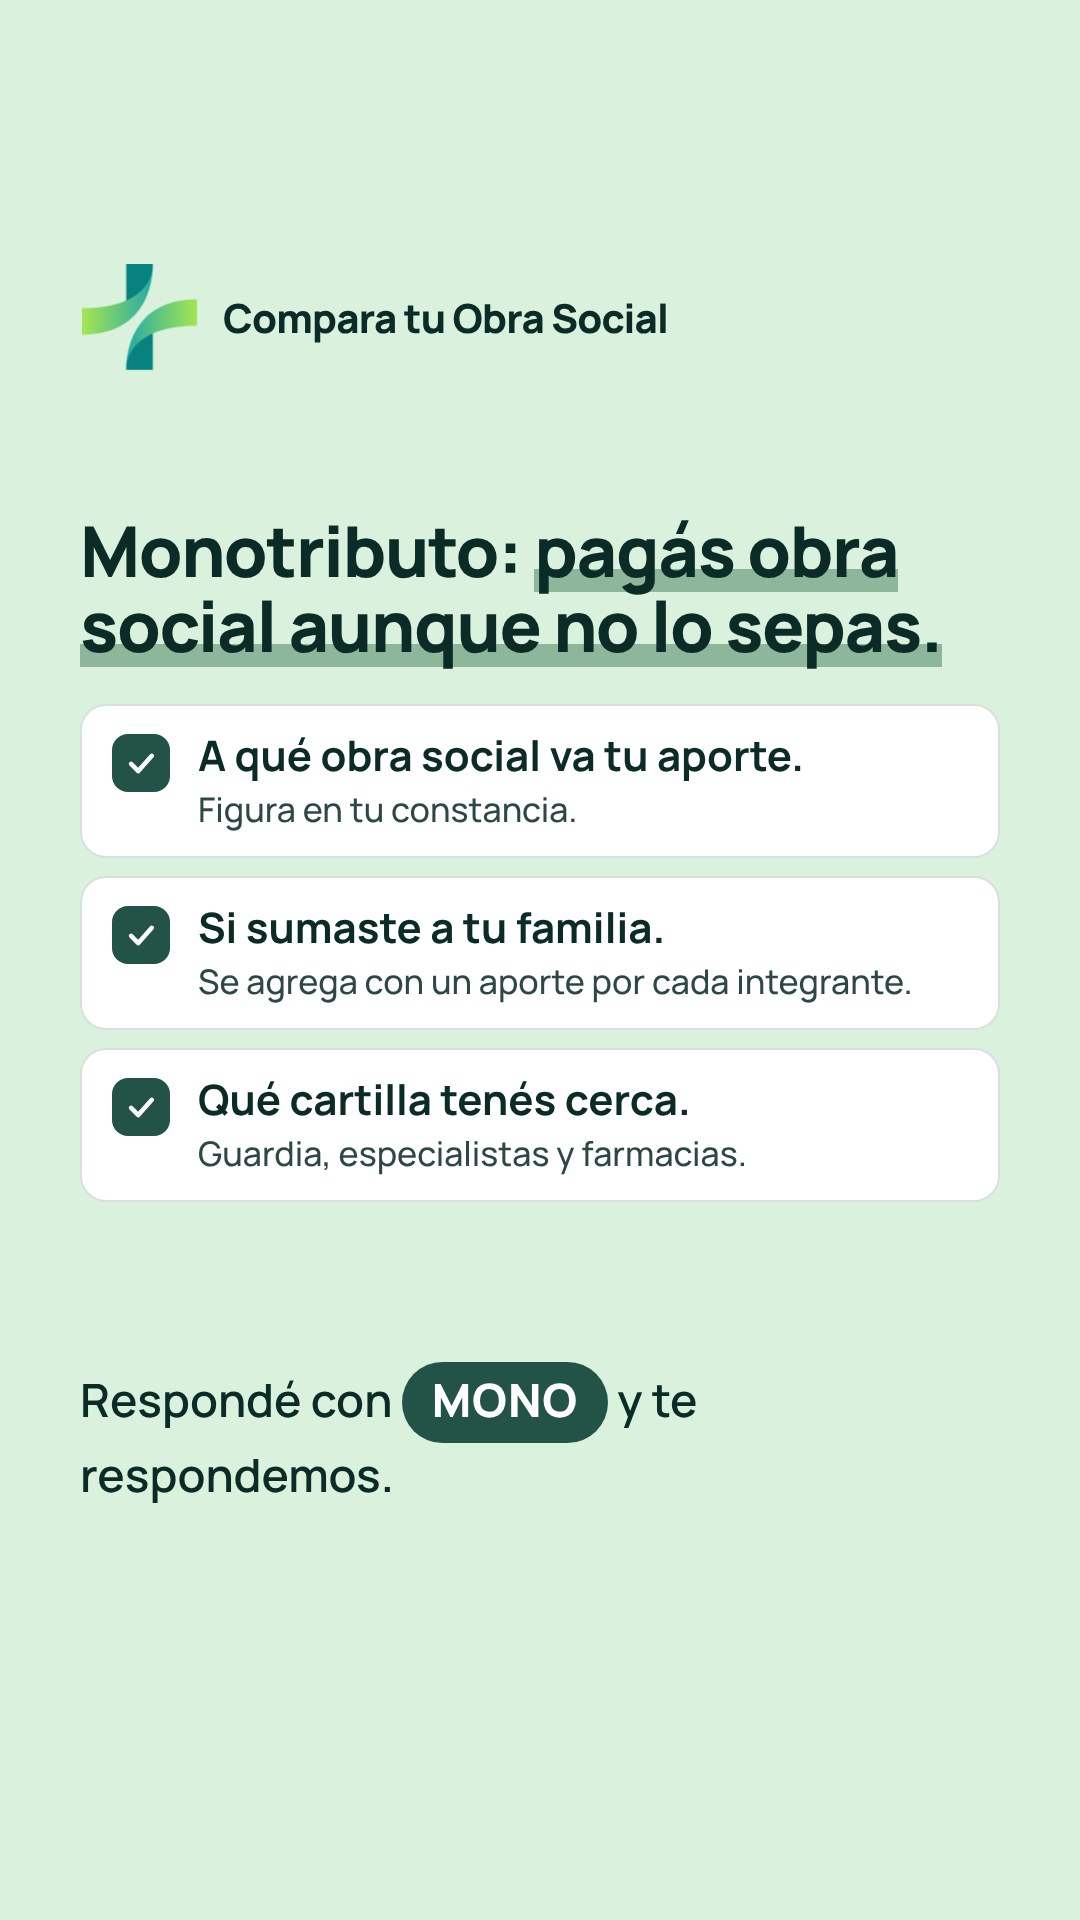 Compara tu Obra Social
Monotributo: pagás obra
social aunque no lo sepas.
A qué obra social va tu aporte.
Figura en tu constancia.
Si sumaste a tu familia.
Se agrega con un aporte por cada integrante.
Qué cartilla tenés cerca.
Guardia, especialistas y farmacias.
Respondé con MONO y te
respondemos.